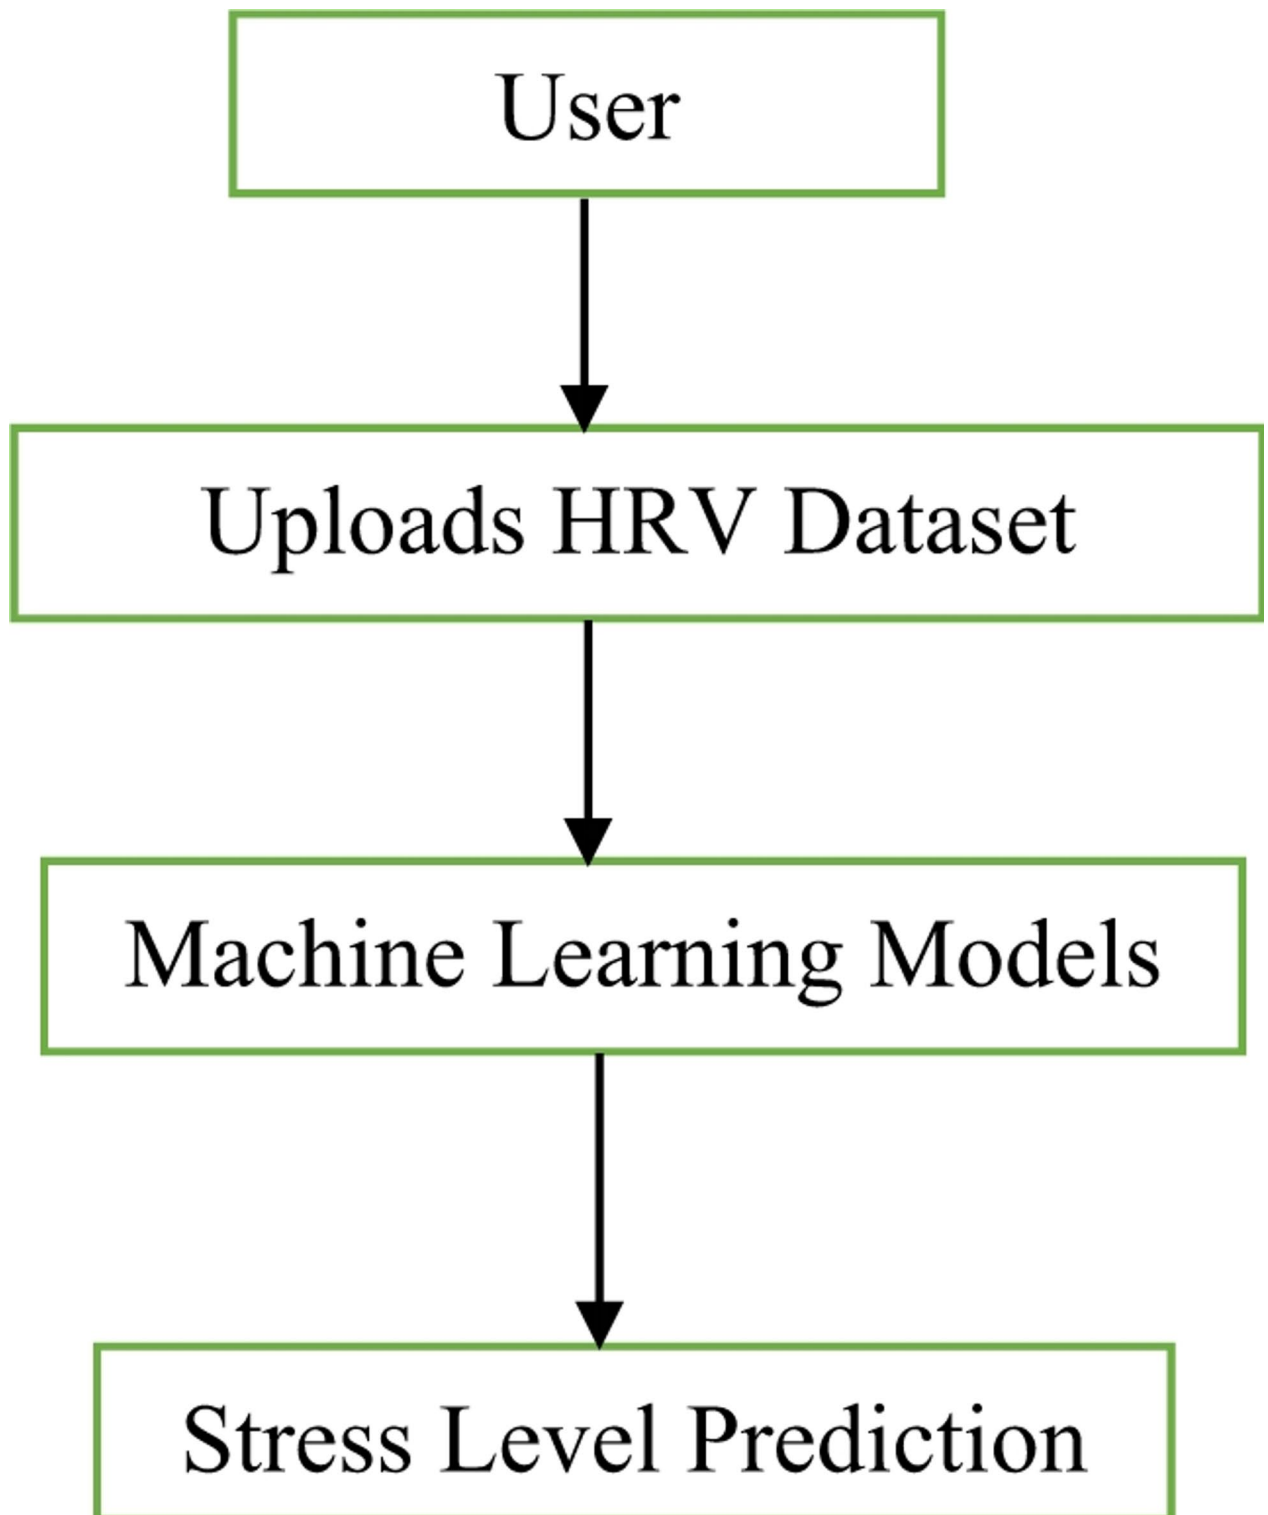 User
Uploads HRV Dataset
Machine Learning Models
Stress Level Prediction